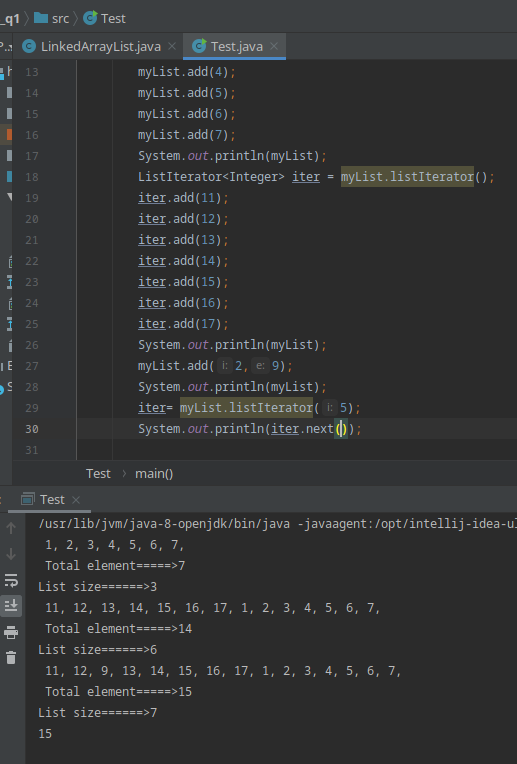 _q1 src Test
P.. LinkedArrayList.java Test.java
13 myList.add(4);
14 myList.add(5);
15 myList.add(6);
16 myList.add(7);
17 System.out.println(myList);
18 ListIterator<Integer> iter = myList.listIterator();
19 iter.add(11);
20 iter.add(12);
21 iter.add(13);
22 iter.add(14);
23 iter.add(15);
24 iter.add(16);
25 iter.add(17);
26 System.out.println(myList);
27 myList.add( i: 2, e: 9);
28 System.out.println(myList);
29 iter= myList.listIterator( i: 5);
30 System.out.println(iter.next());
31
Test › main()
: Test
/usr/lib/jvm/java-8-openjdk/bin/java -javaagent:/opt/intellij-idea-ul
1, 2, 3, 4, 5, 6, 7,
Total element=====>7
List size======>3
11, 12, 13, 14, 15, 16, 17, 1, 2, 3, 4, 5, 6, 7,
Total element=====>14
List size======>6
11, 12, 9, 13, 14, 15, 16, 17, 1, 2, 3, 4, 5, 6, 7,
Total element=====>15
List size======>7
15